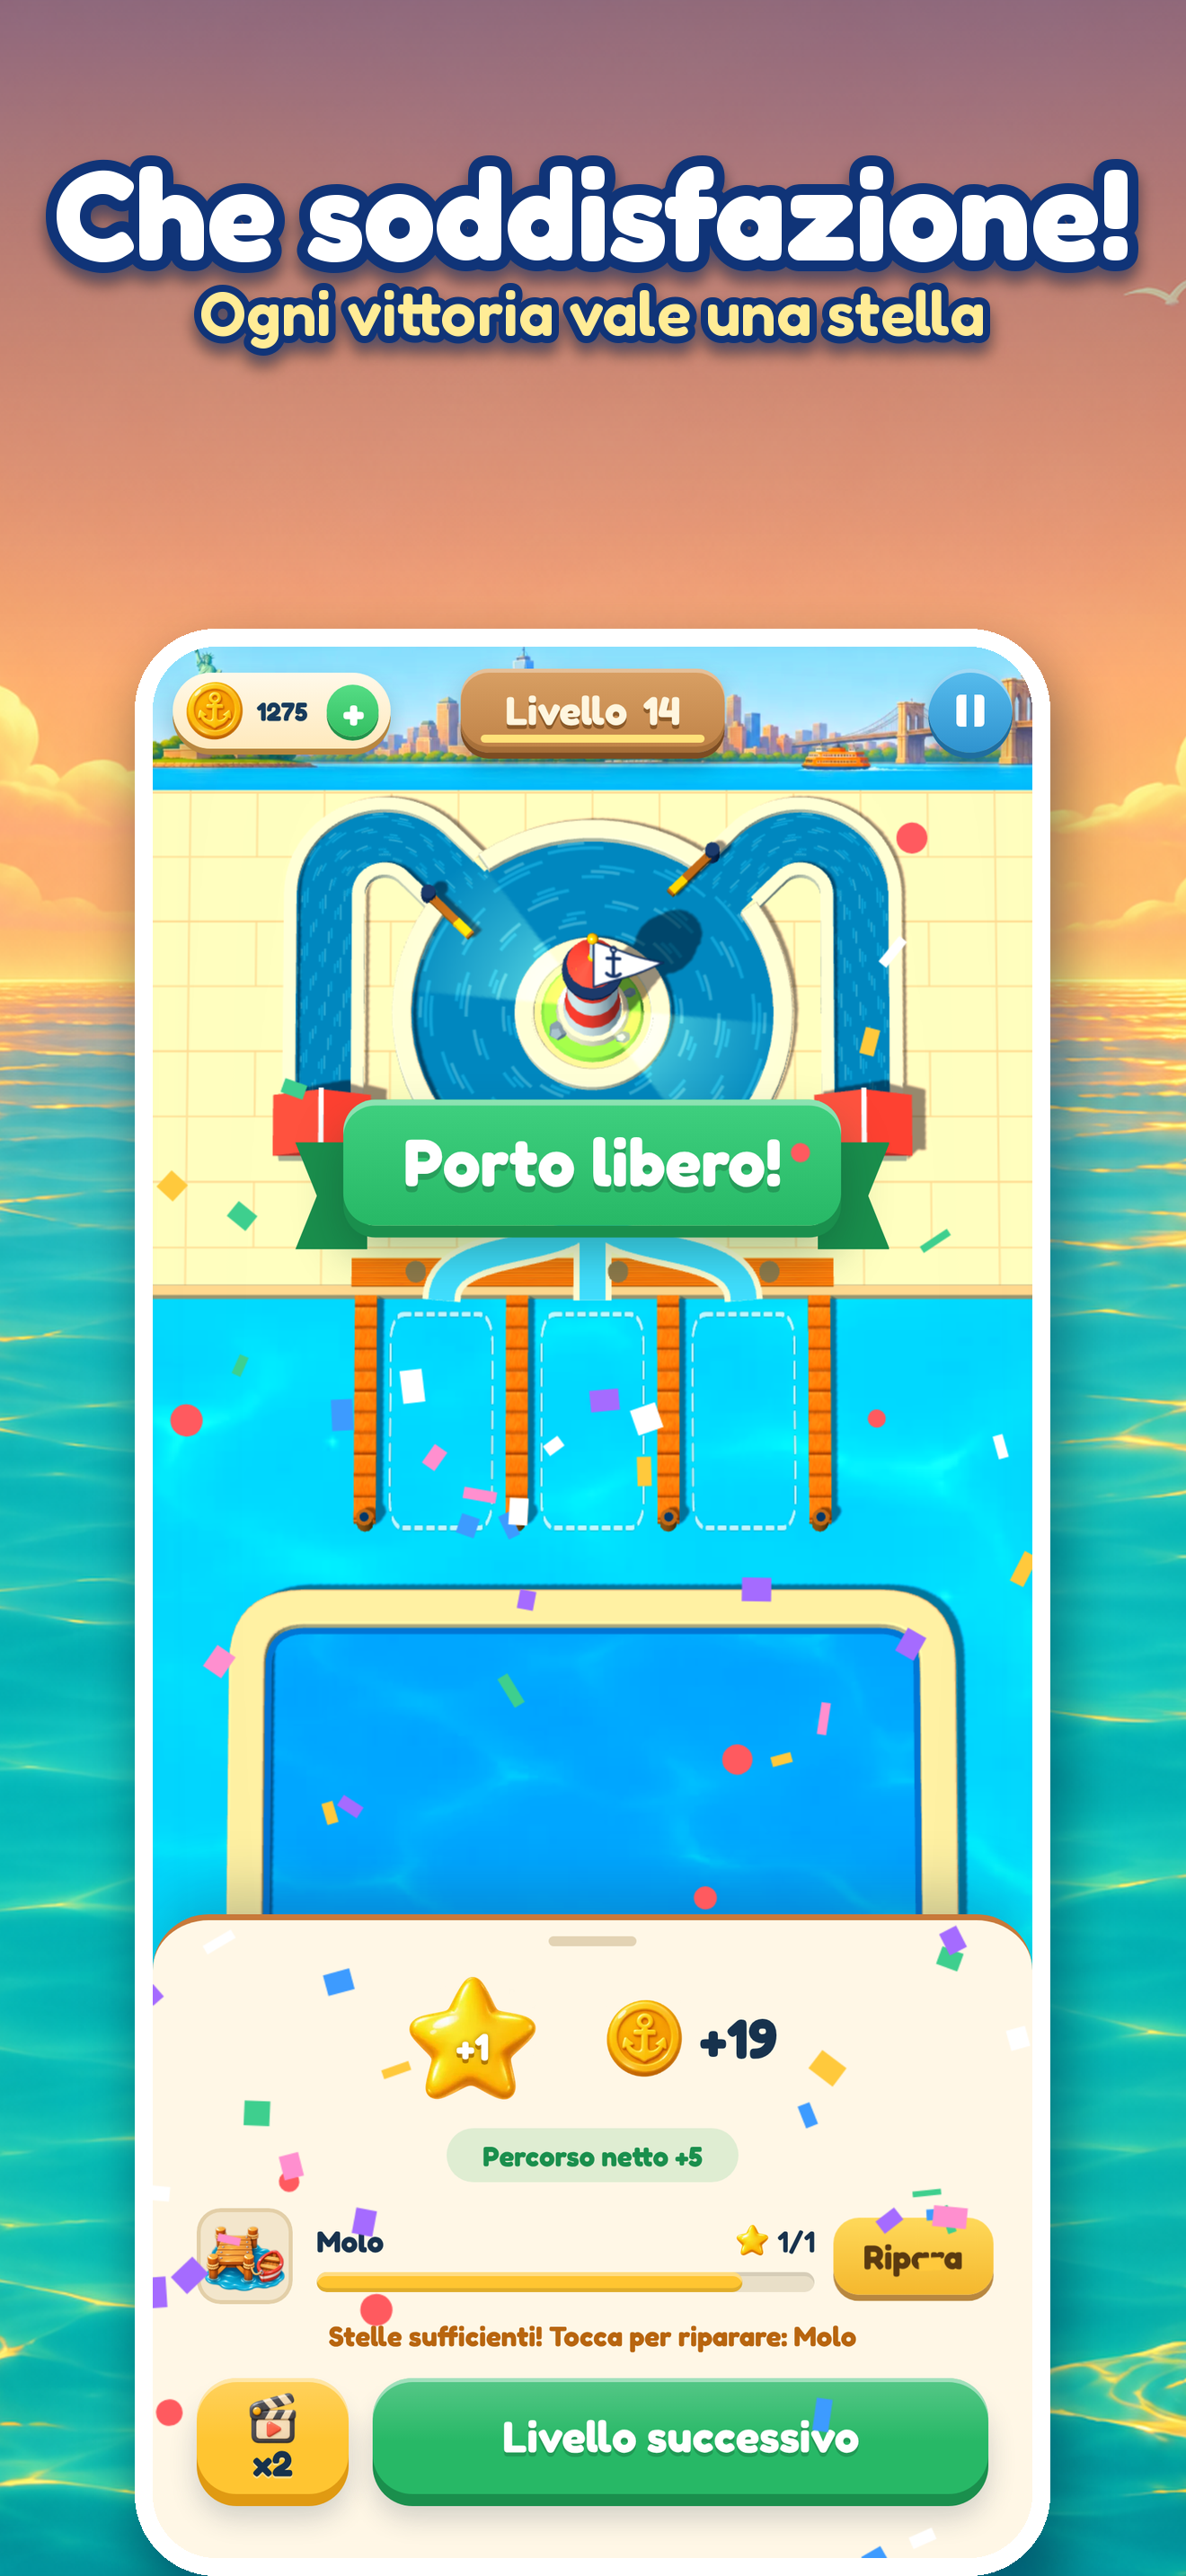 Che soddisfazione!
Ogni vittoria vale una stella
1275
Livello 14
Porto libero!
+1
+19
Percorso netto +5
Molo
1/1
Ripara
Stelle sufficienti! Tocca per riparare: Molo
x2
Livello successivo